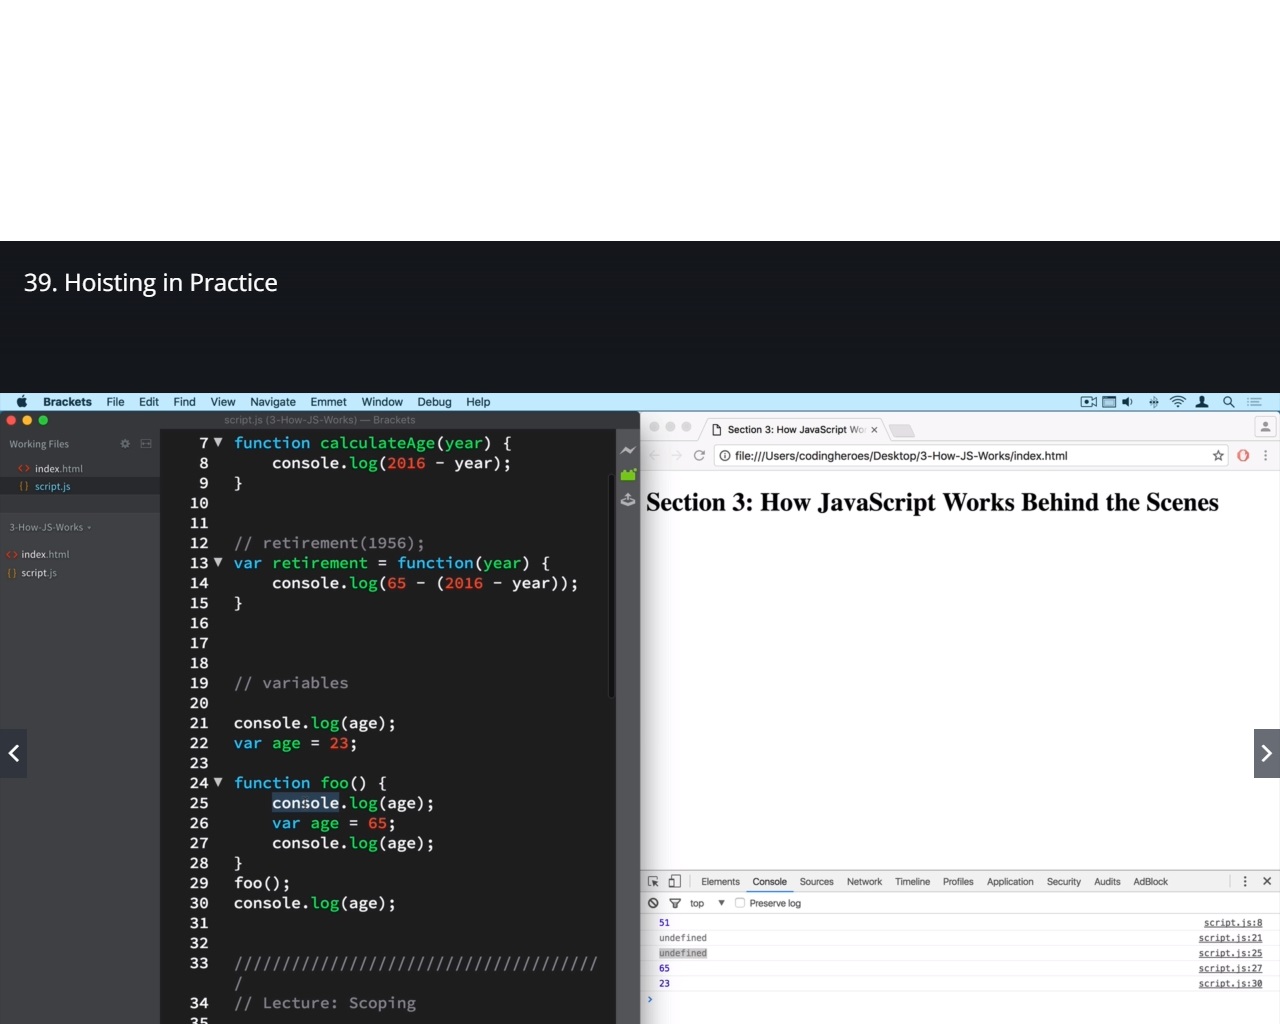 39. Hoisting in Practice
Brackets File Edit Find View Navigate Emmet Window Debug Help
script.js (3-How-JS-Works) — Brackets
Working Files
index.html
script.js
3-How-JS-Works
index.html
script.js
7 function calculateAge(year) {
8 console.log(2016 - year);
9 }
10
11
12 // retirement(1956);
13 var retirement = function(year) {
14 console.log(65 - (2016 - year));
15 }
16
17
18
19 // variables
20
21 console.log(age);
22 var age = 23;
23
24 function foo() {
25 console.log(age);
26 var age = 65;
27 console.log(age);
28 }
29 foo();
30 console.log(age);
31
32
33 //////////////////////////////////////
/
34 // Lecture: Scoping
35
Section 3: How JavaScript Wor
file:///Users/codingheroes/Desktop/3-How-JS-Works/index.html
Section 3: How JavaScript Works Behind the Scenes
Elements Console Sources Network Timeline Profiles Application Security Audits AdBlock
top Preserve log
51 script.js:8
undefined script.js:21
undefined script.js:25
65 script.js:27
23 script.js:30